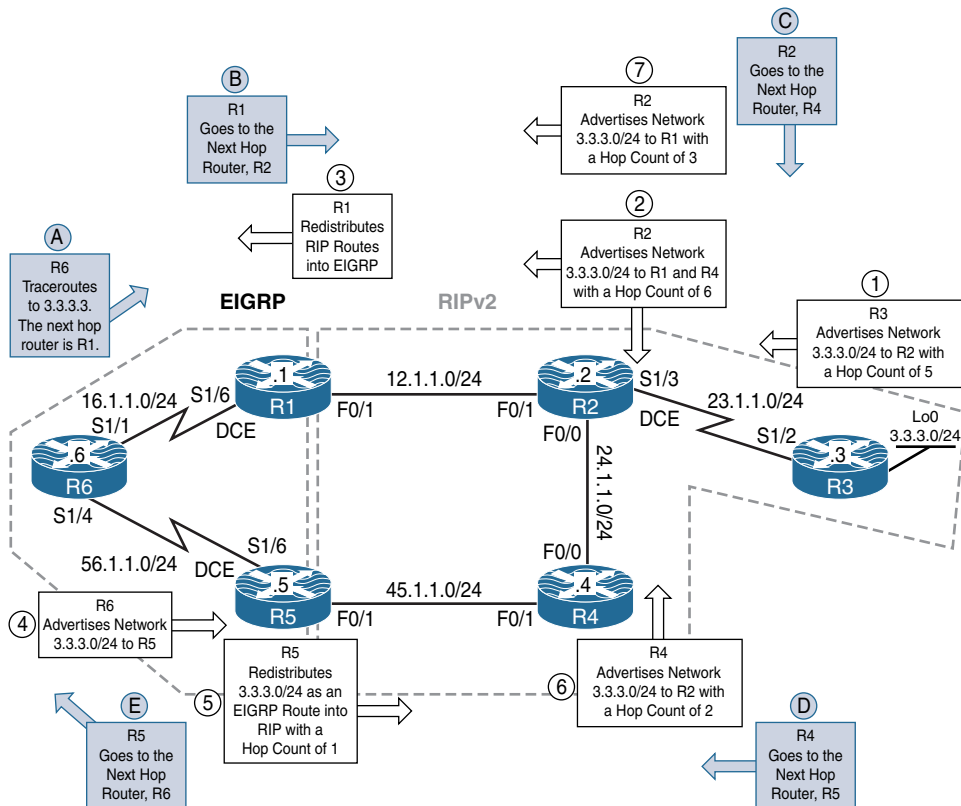 C
R2
Goes to the
Next Hop
Router, R4
B
R1
Goes to the
Next Hop
Router, R2
7
R2
Advertises Network
3.3.3.0/24 to R1 with
a Hop Count of 3
3
R1
Redistributes
RIP Routes
into EIGRP
2
R2
Advertises Network
3.3.3.0/24 to R1 and R4
with a Hop Count of 6
A
R6
Traceroutes
to 3.3.3.3.
The next hop
router is R1.
1
R3
Advertises Network
3.3.3.0/24 to R2 with
a Hop Count of 5
EIGRP
RIPv2
16.1.1.0/24
S1/6
S1/1
DCE
.1
R1
F0/1
12.1.1.0/24
F0/1
.2
R2
S1/3
DCE
F0/0
23.1.1.0/24
S1/2
Lo0
3.3.3.0/24
.3
R3
.6
R6
S1/4
24.1.1.0/24
56.1.1.0/24
S1/6
DCE
.5
R5
F0/1
45.1.1.0/24
F0/0
F0/1
.4
R4
4
R6
Advertises Network
3.3.3.0/24 to R5
5
R5
Redistributes
3.3.3.0/24 as an
EIGRP Route into
RIP with a
Hop Count of 1
6
R4
Advertises Network
3.3.3.0/24 to R2 with
a Hop Count of 2
E
R5
Goes to the
Next Hop
Router, R6
D
R4
Goes to the
Next Hop
Router, R5